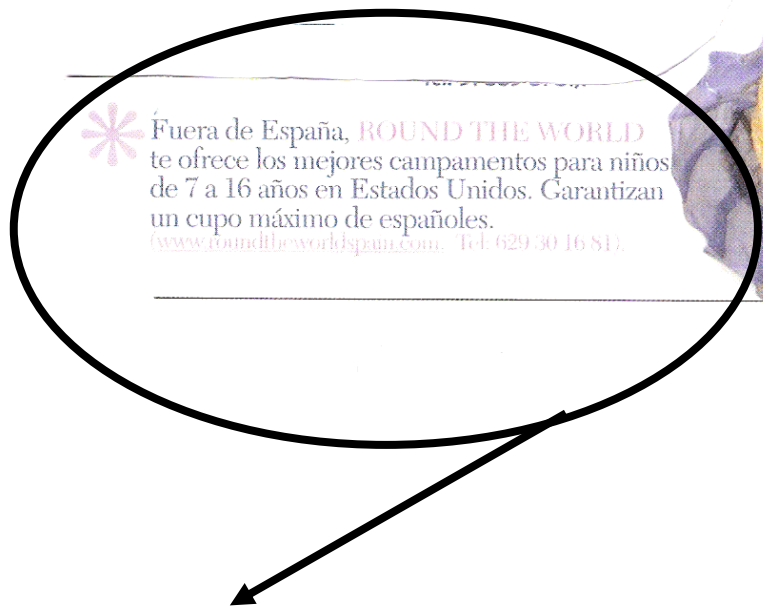 Fuera de España, ROUND THE WORLD
te ofrece los mejores campamentos para niños
de 7 a 16 años en Estados Unidos. Garantizan
un cupo máximo de españoles.
(www.roundtheworldspain.com. Tel. 629 30 16 81).